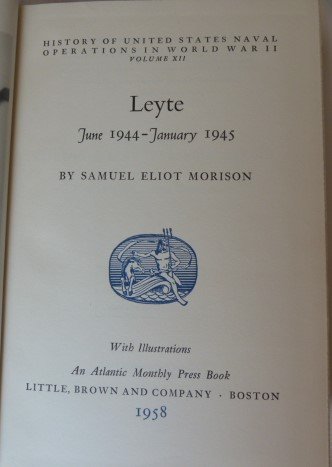 HISTORY OF UNITED STATES NAVAL
OPERATIONS IN WORLD WAR II
VOLUME XII
Leyte
June 1944–January 1945
BY SAMUEL ELIOT MORISON
With Illustrations
An Atlantic Monthly Press Book
LITTLE, BROWN AND COMPANY · BOSTON
1958